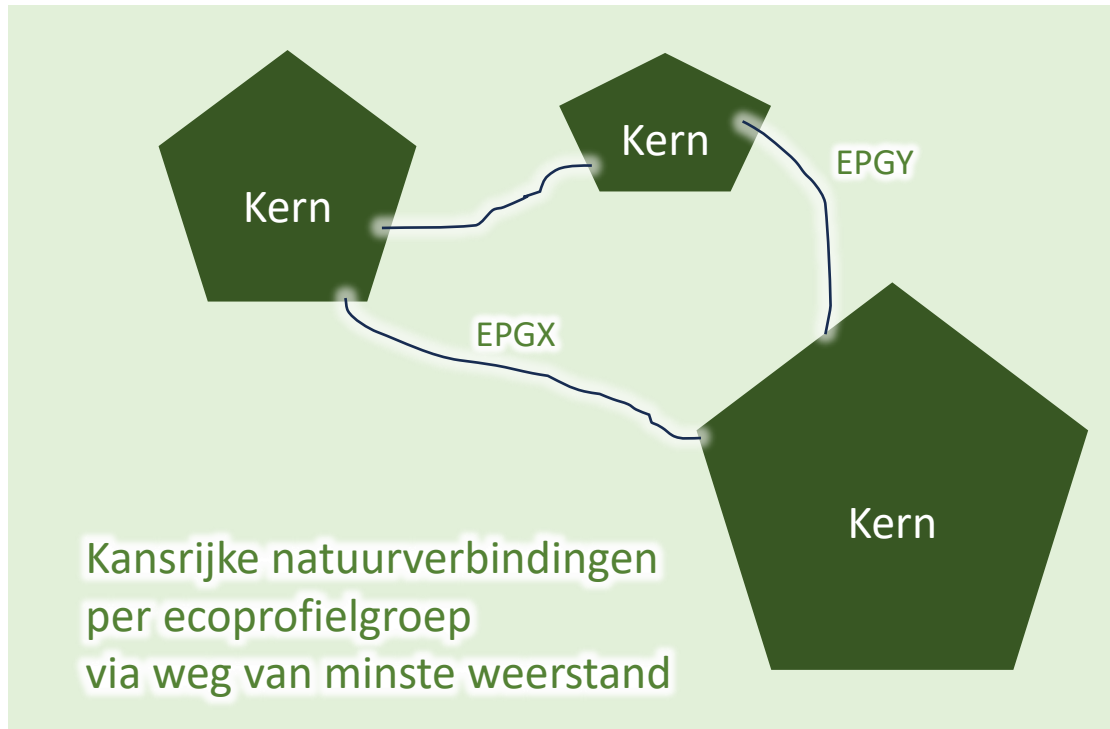 Kern
Kern
EPGY
EPGX
Kern
Kansrijke natuurverbindingen
per ecoprofielgroep
via weg van minste weerstand